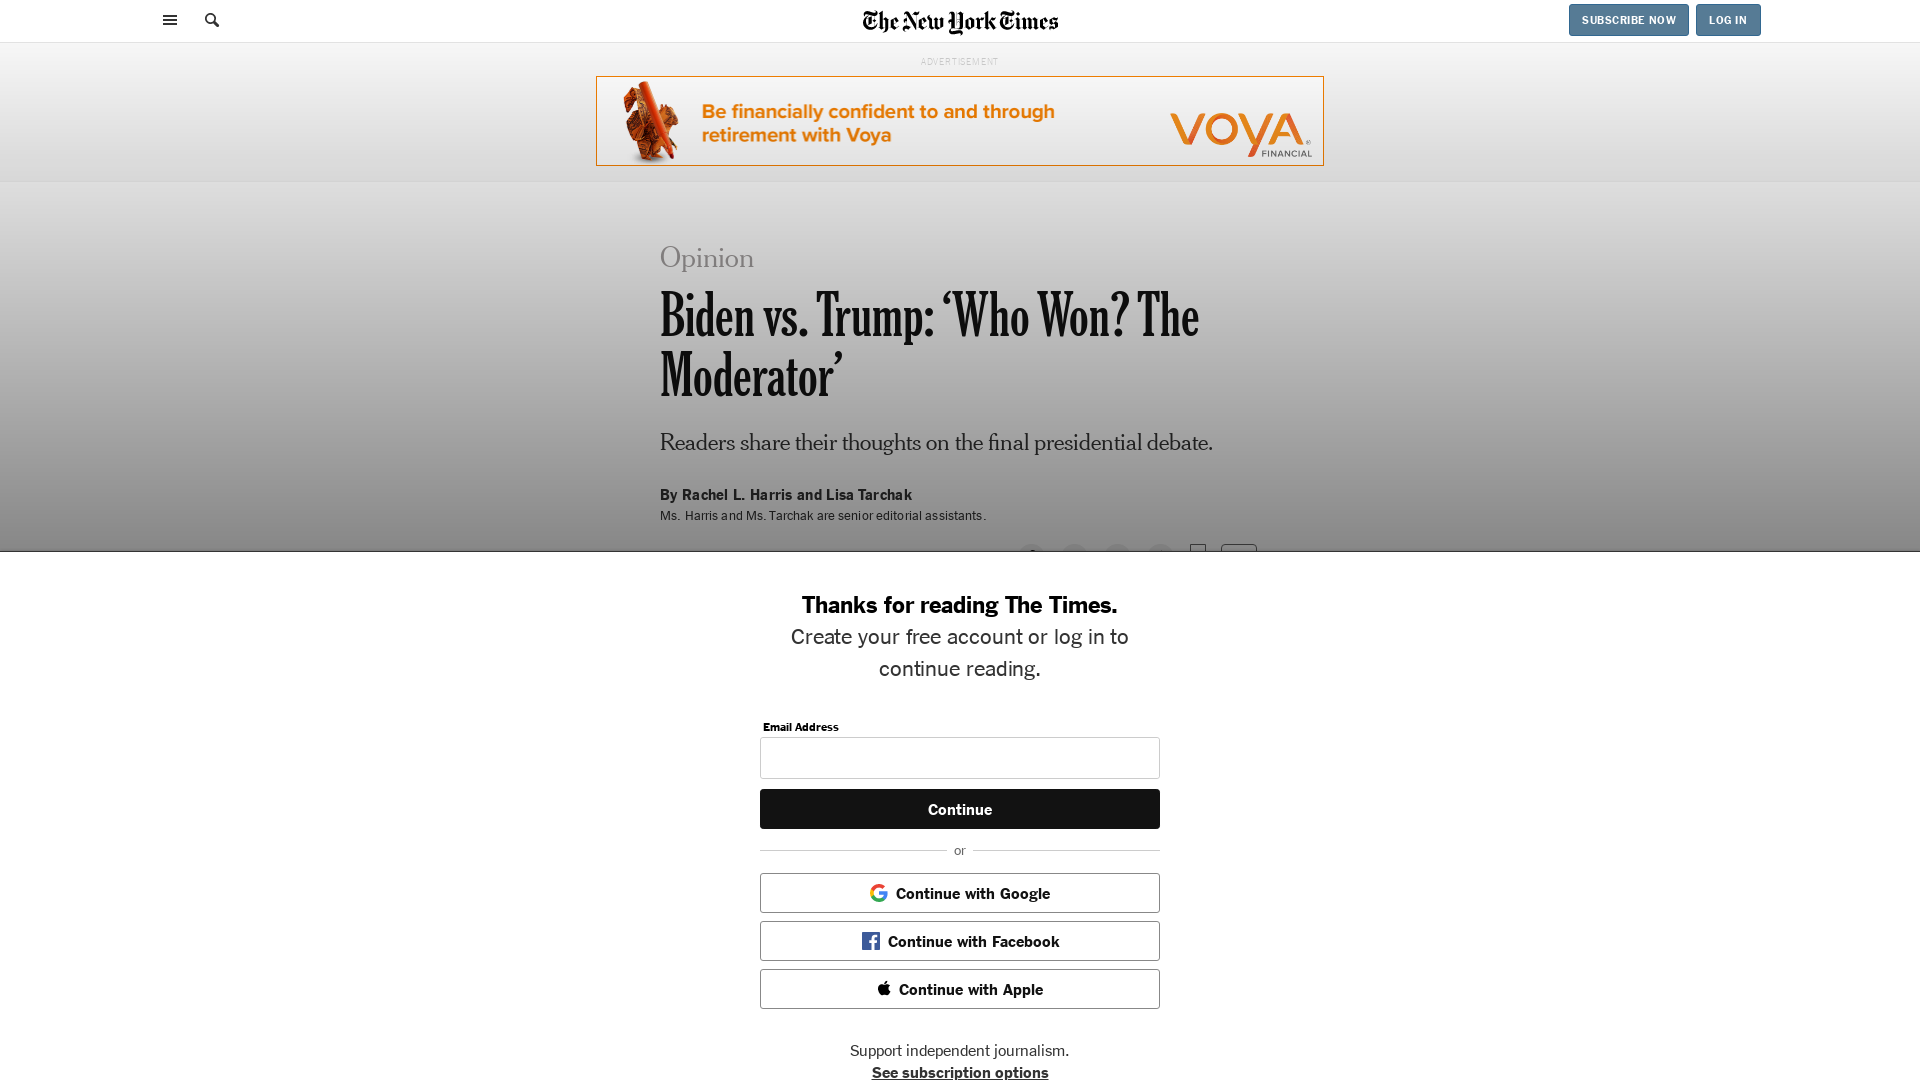 The New York Times
SUBSCRIBE NOW
LOG IN
ADVERTISEMENT
Be financially confident to and through
retirement with Voya
VOYA®
FINANCIAL
Opinion
Biden vs. Trump: ‘Who Won? The
Moderator’
Readers share their thoughts on the final presidential debate.
By Rachel L. Harris and Lisa Tarchak
Ms. Harris and Ms. Tarchak are senior editorial assistants.
Thanks for reading The Times.
Create your free account or log in to
continue reading.
Email Address
Continue
or
Continue with Google
Continue with Facebook
Continue with Apple
Support independent journalism.
See subscription options